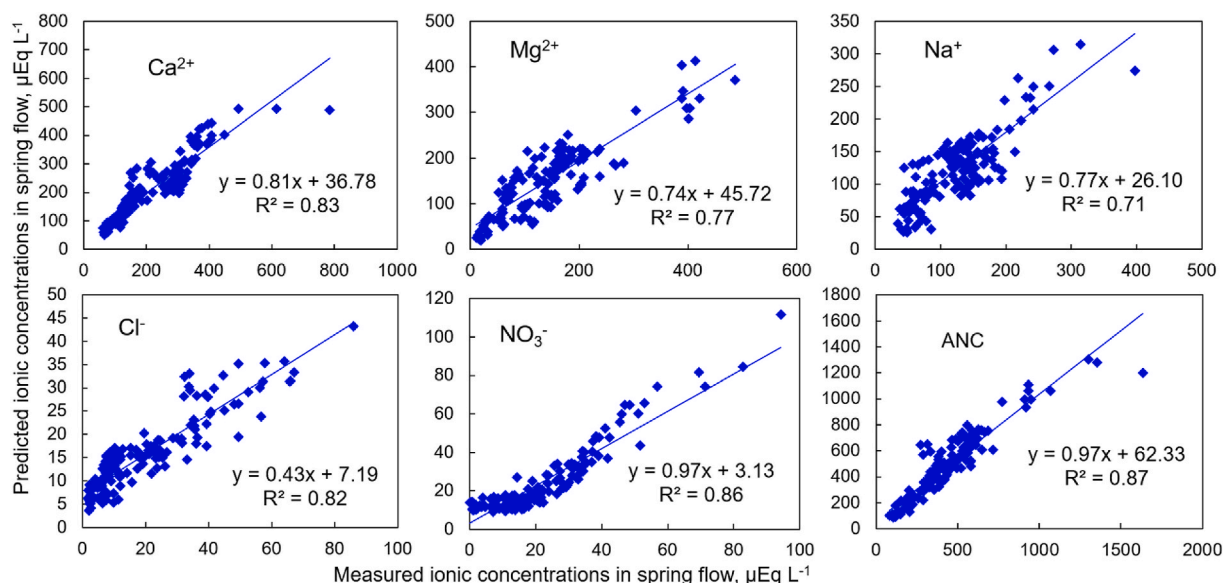 Predicted ionic concentrations in spring flow, µEq L⁻¹
800
700
600
500
400
300
200
100
0
Ca²⁺
y = 0.81x + 36.78
R² = 0.83
0 200 400 600 800 1000
500
400
300
200
100
0
Mg²⁺
y = 0.74x + 45.72
R² = 0.77
0 200 400 600
350
300
250
200
150
100
50
0
Na⁺
y = 0.77x + 26.10
R² = 0.71
0 100 200 300 400 500
50
45
40
35
30
25
20
15
10
5
0
Cl⁻
y = 0.43x + 7.19
R² = 0.82
0 20 40 60 80 100
120
100
80
60
40
20
0
NO₃⁻
y = 0.97x + 3.13
R² = 0.86
0 20 40 60 80 100
2000
1800
1600
1400
1200
1000
800
600
400
200
0
ANC
y = 0.97x + 62.33
R² = 0.87
0 500 1000 1500 2000
Measured ionic concentrations in spring flow, µEq L⁻¹